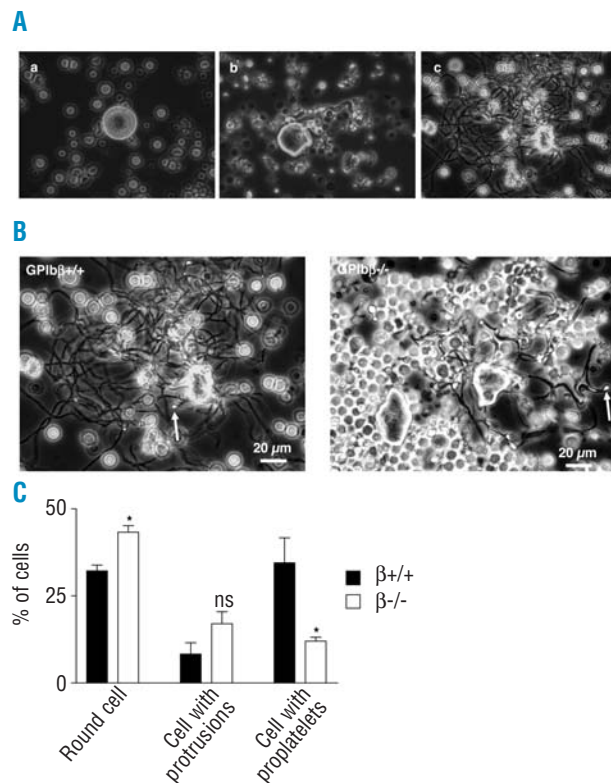 A
a
b
c
B
GPIbβ+/+
GPIbβ-/-
20 µm
20 µm
C
50
25
0
% of cells
*
ns
*
β+/+
β-/-
Round cell
Cell with
protrusions
Cell with
proplatelets